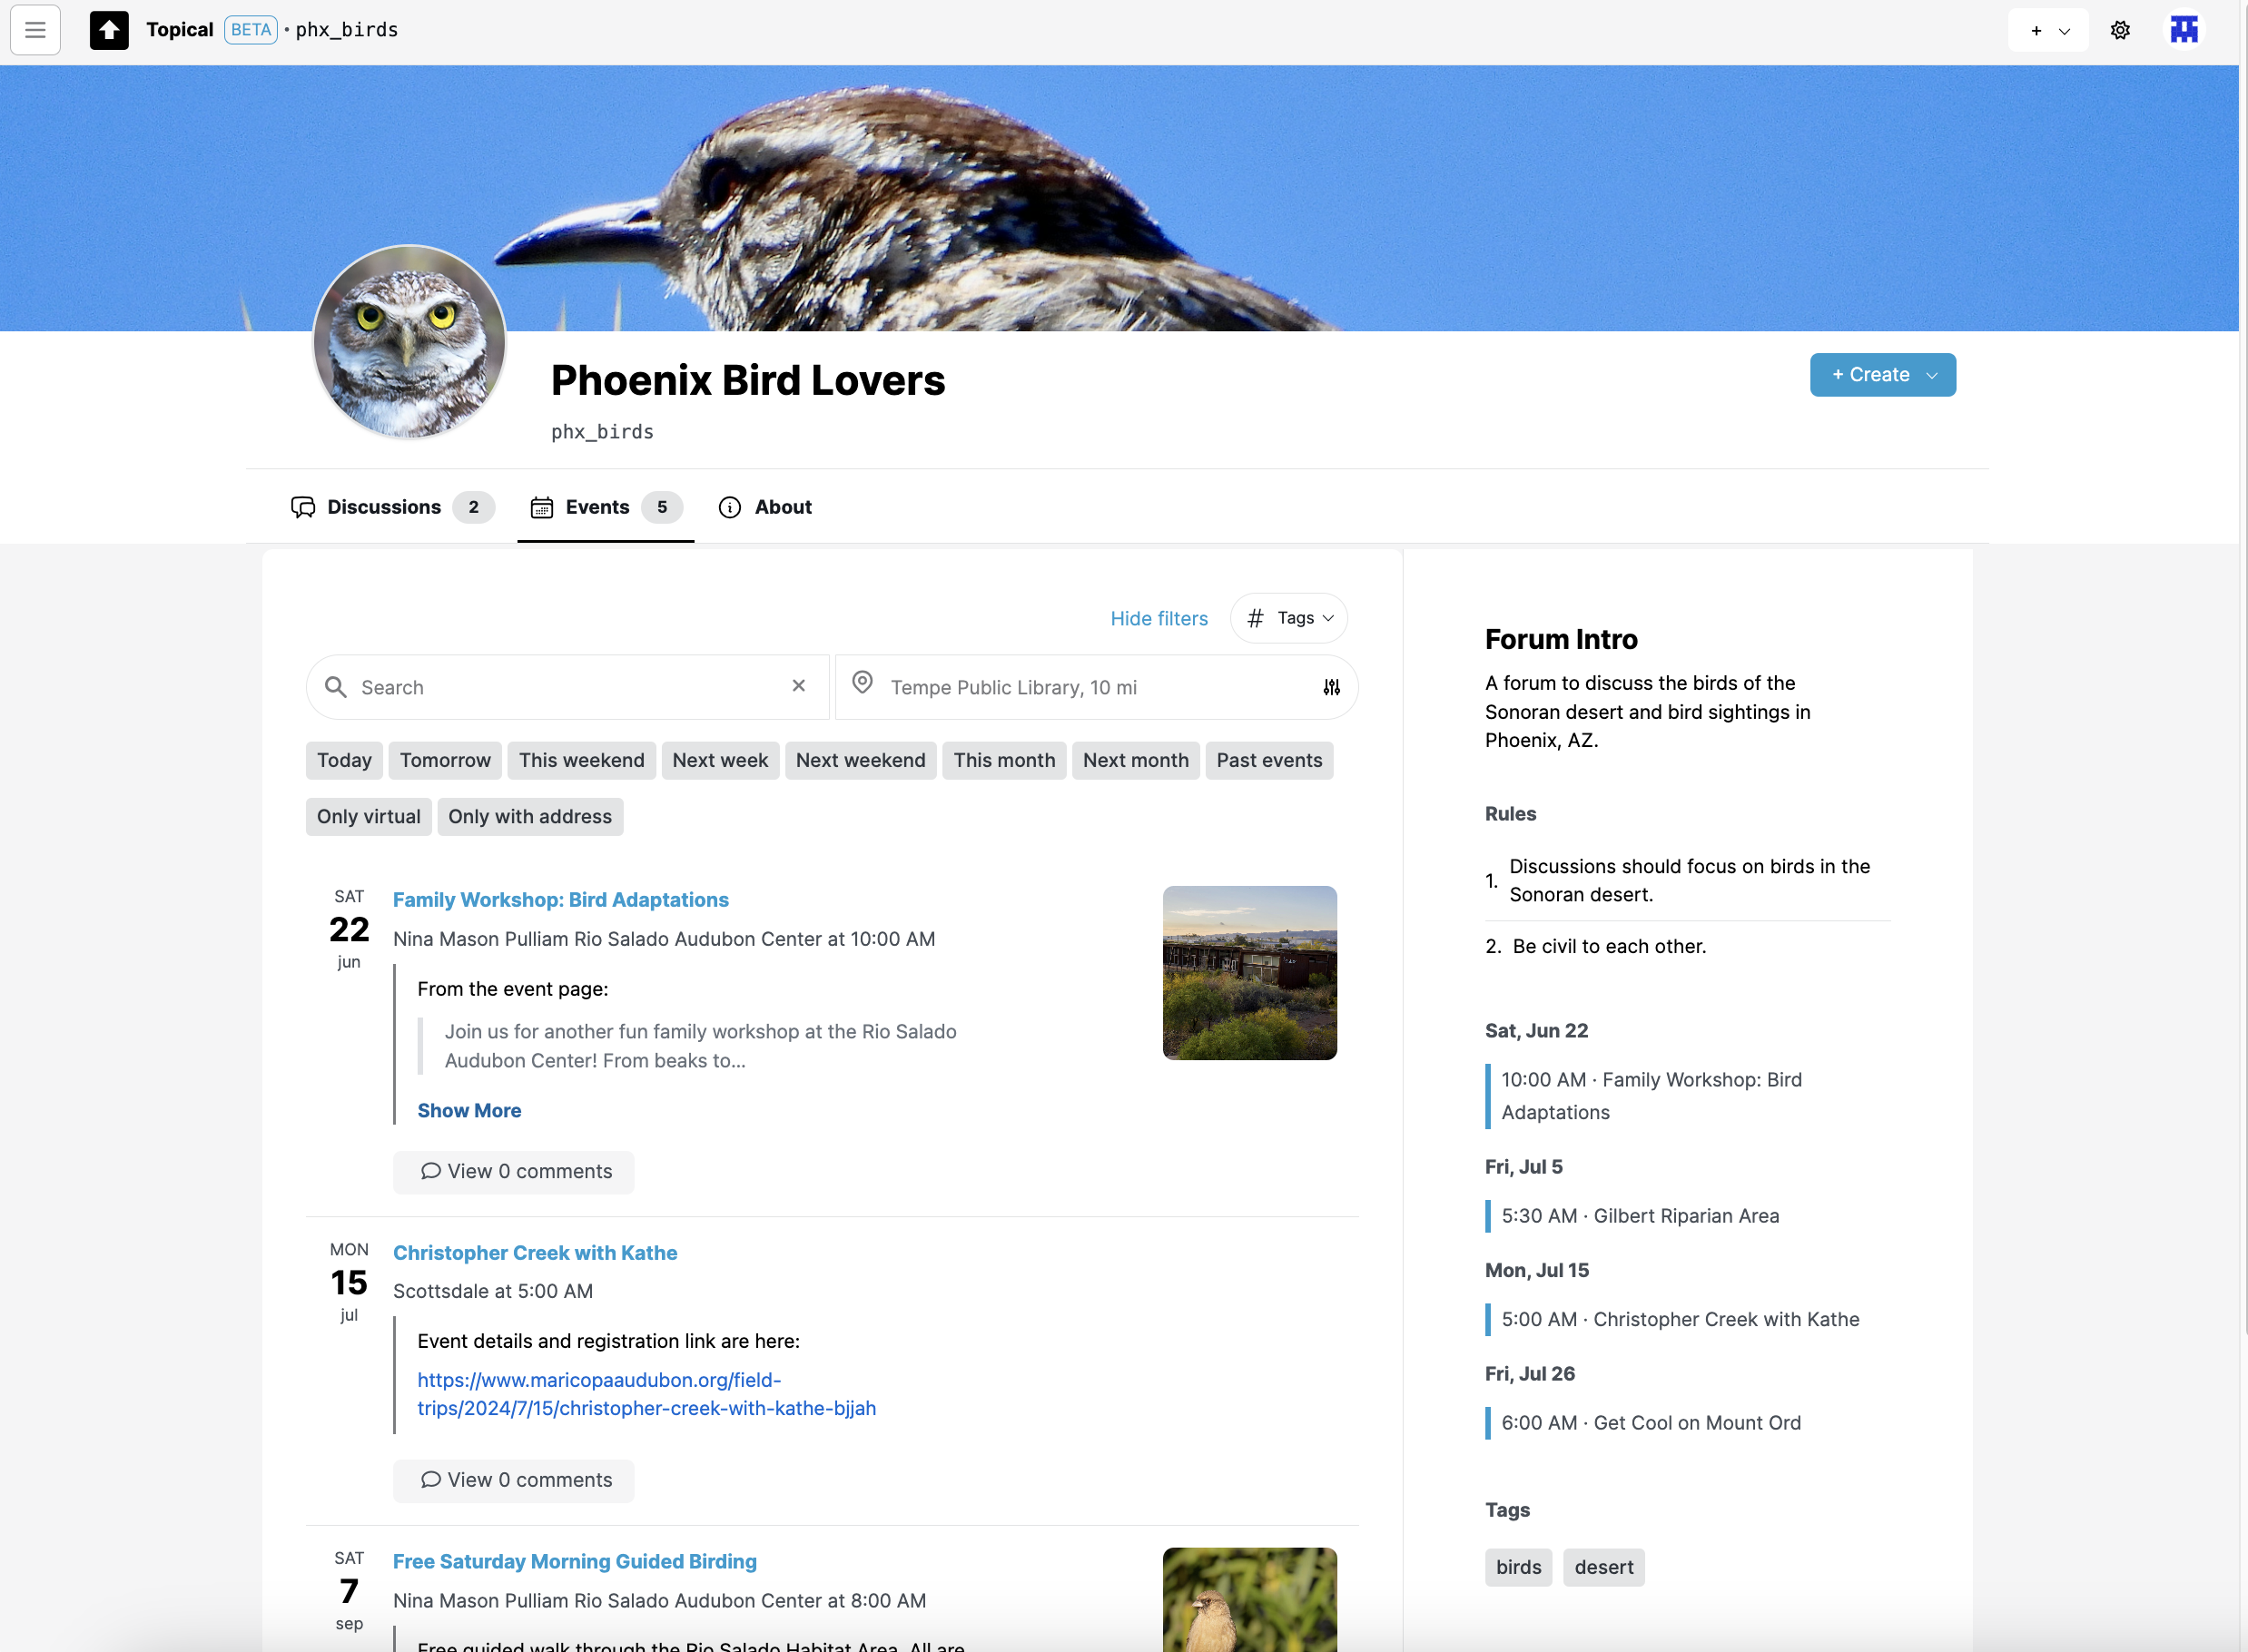 Topical BETA • phx_birds
+
Phoenix Bird Lovers
phx_birds
+ Create
Discussions 2
Events 5
About
Hide filters
# Tags
Search
Tempe Public Library, 10 mi
Today
Tomorrow
This weekend
Next week
Next weekend
This month
Next month
Past events
Only virtual
Only with address
SAT
22
jun
Family Workshop: Bird Adaptations
Nina Mason Pulliam Rio Salado Audubon Center at 10:00 AM
From the event page:
Join us for another fun family workshop at the Rio Salado
Audubon Center! From beaks to...
Show More
View 0 comments
MON
15
jul
Christopher Creek with Kathe
Scottsdale at 5:00 AM
Event details and registration link are here:
https://www.maricopaaudubon.org/field-
trips/2024/7/15/christopher-creek-with-kathe-bjjah
View 0 comments
SAT
7
sep
Free Saturday Morning Guided Birding
Nina Mason Pulliam Rio Salado Audubon Center at 8:00 AM
Free guided walk through the Rio Salado Habitat Area. All are
Forum Intro
A forum to discuss the birds of the
Sonoran desert and bird sightings in
Phoenix, AZ.
Rules
1. Discussions should focus on birds in the
Sonoran desert.
2. Be civil to each other.
Sat, Jun 22
10:00 AM · Family Workshop: Bird
Adaptations
Fri, Jul 5
5:30 AM · Gilbert Riparian Area
Mon, Jul 15
5:00 AM · Christopher Creek with Kathe
Fri, Jul 26
6:00 AM · Get Cool on Mount Ord
Tags
birds
desert